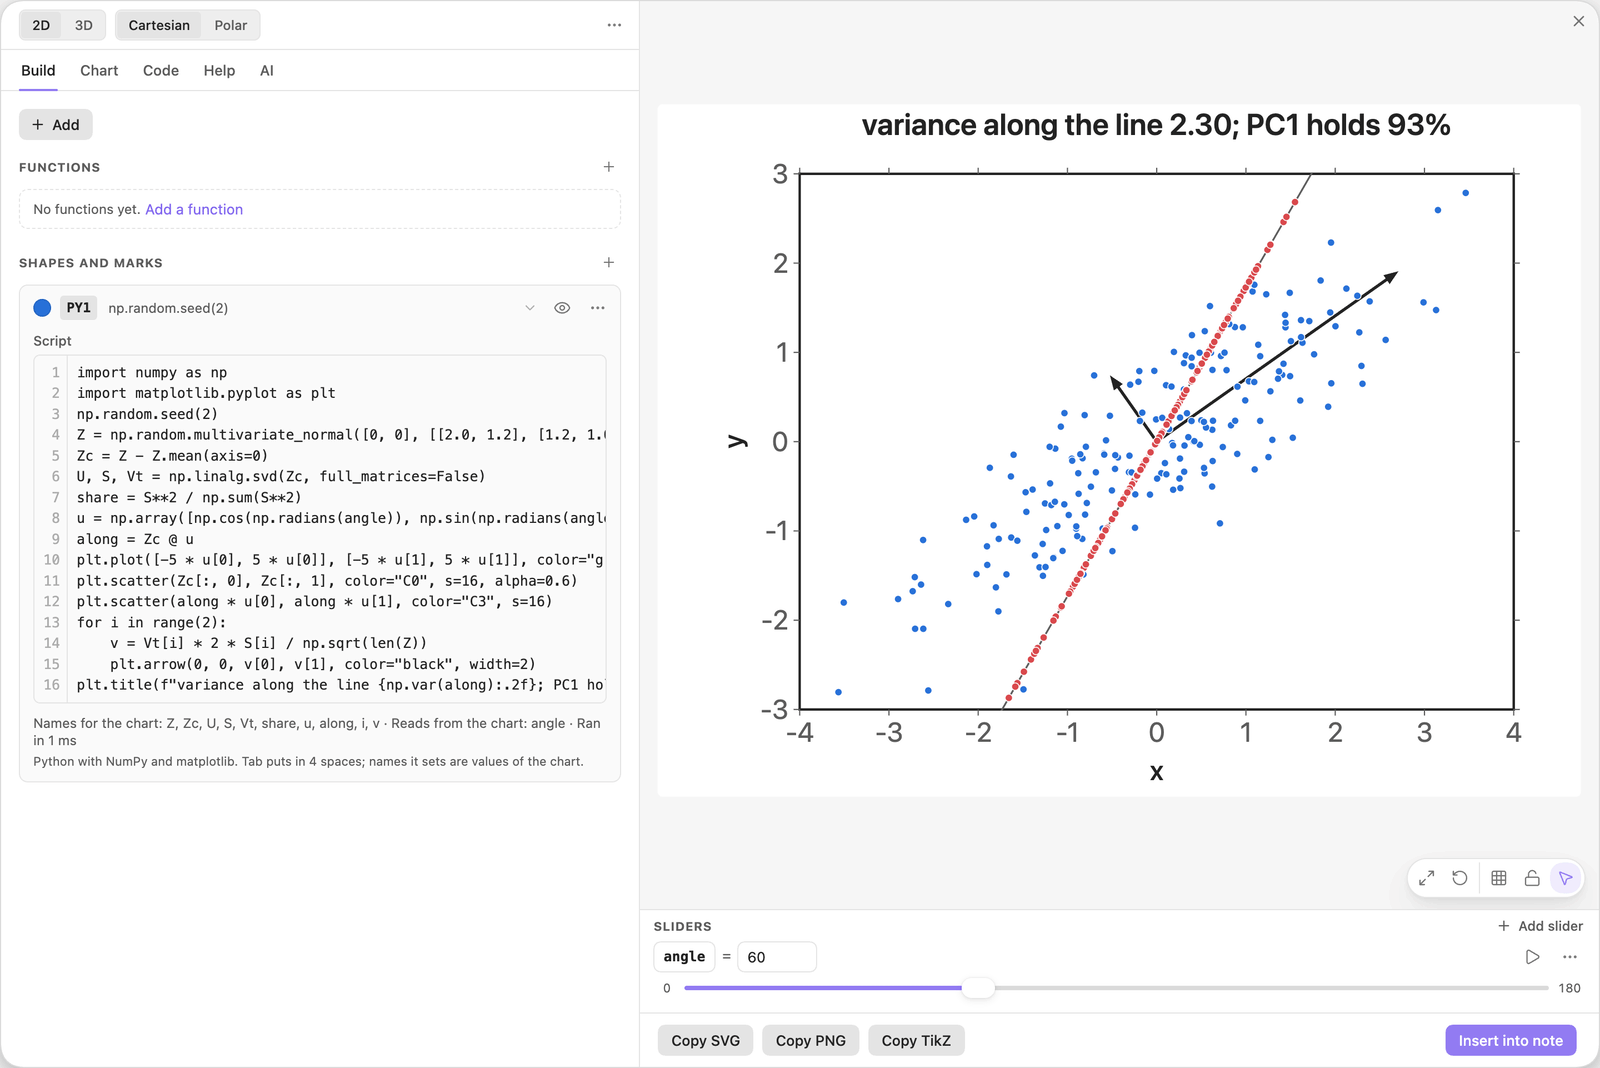 2D 3D Cartesian Polar
Build Chart Code Help AI
Add
FUNCTIONS
No functions yet. Add a function
SHAPES AND MARKS
PY1 np.random.seed(2)
Script
1 import numpy as np
2 import matplotlib.pyplot as plt
3 np.random.seed(2)
4 Z = np.random.multivariate_normal([0, 0], [[2.0, 1.2], [1.2, 1.
5 Zc = Z - Z.mean(axis=0)
6 U, S, Vt = np.linalg.svd(Zc, full_matrices=False)
7 share = S**2 / np.sum(S**2)
8 u = np.array([np.cos(np.radians(angle)), np.sin(np.radians(angl
9 along = Zc @ u
10 plt.plot([-5 * u[0], 5 * u[0]], [-5 * u[1], 5 * u[1]], color="g
11 plt.scatter(Zc[:, 0], Zc[:, 1], color="C0", s=16, alpha=0.6)
12 plt.scatter(along * u[0], along * u[1], color="C3", s=16)
13 for i in range(2):
14 v = Vt[i] * 2 * S[i] / np.sqrt(len(Z))
15 plt.arrow(0, 0, v[0], v[1], color="black", width=2)
16 plt.title(f"variance along the line {np.var(along):.2f}; PC1 ho
Names for the chart: Z, Zc, U, S, Vt, share, u, along, i, v · Reads from the chart: angle · Ran
in 1 ms
Python with NumPy and matplotlib. Tab puts in 4 spaces; names it sets are values of the chart.
variance along the line 2.30; PC1 holds 93%
3
2
1
0
-1
-2
-3
y
-4 -3 -2 -1 0 1 2 3 4
x
SLIDERS
Add slider
angle = 60
0 180
Copy SVG Copy PNG Copy TikZ Insert into note